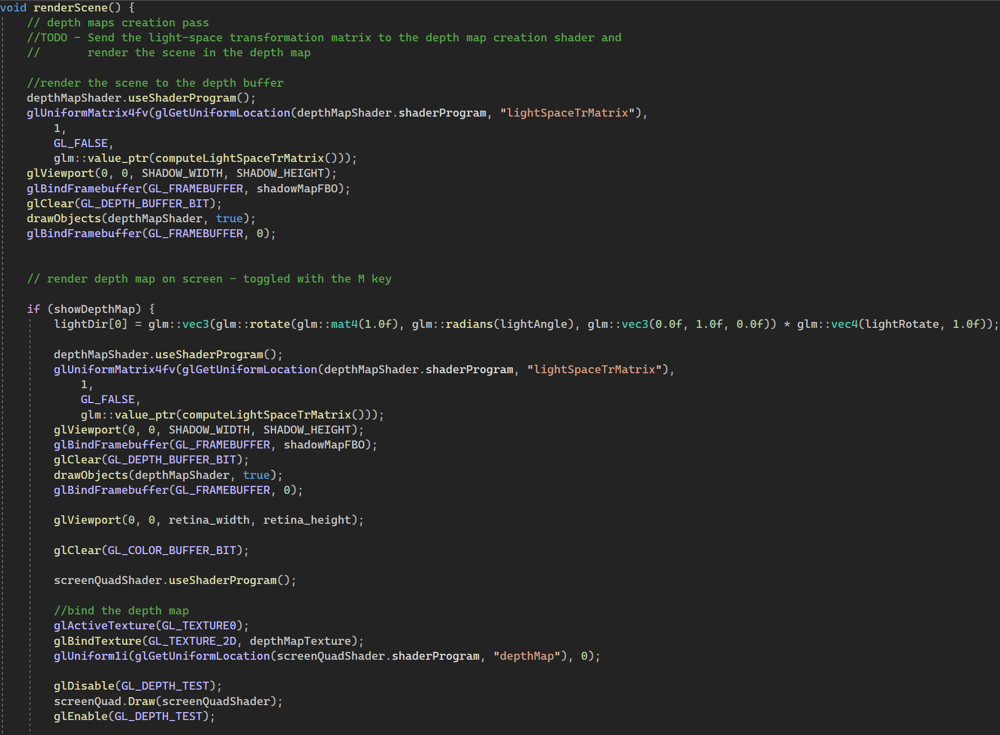 void renderScene() {
    // depth maps creation pass
    //TODO - Send the light-space transformation matrix to the depth map creation shader and
    //       render the scene in the depth map

    //render the scene to the depth buffer
    depthMapShader.useShaderProgram();
    glUniformMatrix4fv(glGetUniformLocation(depthMapShader.shaderProgram, "lightSpaceTrMatrix"),
        1,
        GL_FALSE,
        glm::value_ptr(computeLightSpaceTrMatrix()));
    glViewport(0, 0, SHADOW_WIDTH, SHADOW_HEIGHT);
    glBindFramebuffer(GL_FRAMEBUFFER, shadowMapFBO);
    glClear(GL_DEPTH_BUFFER_BIT);
    drawObjects(depthMapShader, true);
    glBindFramebuffer(GL_FRAMEBUFFER, 0);


    // render depth map on screen - toggled with the M key

    if (showDepthMap) {
        lightDir[0] = glm::vec3(glm::rotate(glm::mat4(1.0f), glm::radians(lightAngle), glm::vec3(0.0f, 1.0f, 0.0f)) * glm::vec4(lightRotate, 1.0f));

        depthMapShader.useShaderProgram();
        glUniformMatrix4fv(glGetUniformLocation(depthMapShader.shaderProgram, "lightSpaceTrMatrix"),
            1,
            GL_FALSE,
            glm::value_ptr(computeLightSpaceTrMatrix()));
        glViewport(0, 0, SHADOW_WIDTH, SHADOW_HEIGHT);
        glBindFramebuffer(GL_FRAMEBUFFER, shadowMapFBO);
        glClear(GL_DEPTH_BUFFER_BIT);
        drawObjects(depthMapShader, true);
        glBindFramebuffer(GL_FRAMEBUFFER, 0);

        glViewport(0, 0, retina_width, retina_height);

        glClear(GL_COLOR_BUFFER_BIT);

        screenQuadShader.useShaderProgram();

        //bind the depth map
        glActiveTexture(GL_TEXTURE0);
        glBindTexture(GL_TEXTURE_2D, depthMapTexture);
        glUniform1i(glGetUniformLocation(screenQuadShader.shaderProgram, "depthMap"), 0);

        glDisable(GL_DEPTH_TEST);
        screenQuad.Draw(screenQuadShader);
        glEnable(GL_DEPTH_TEST);